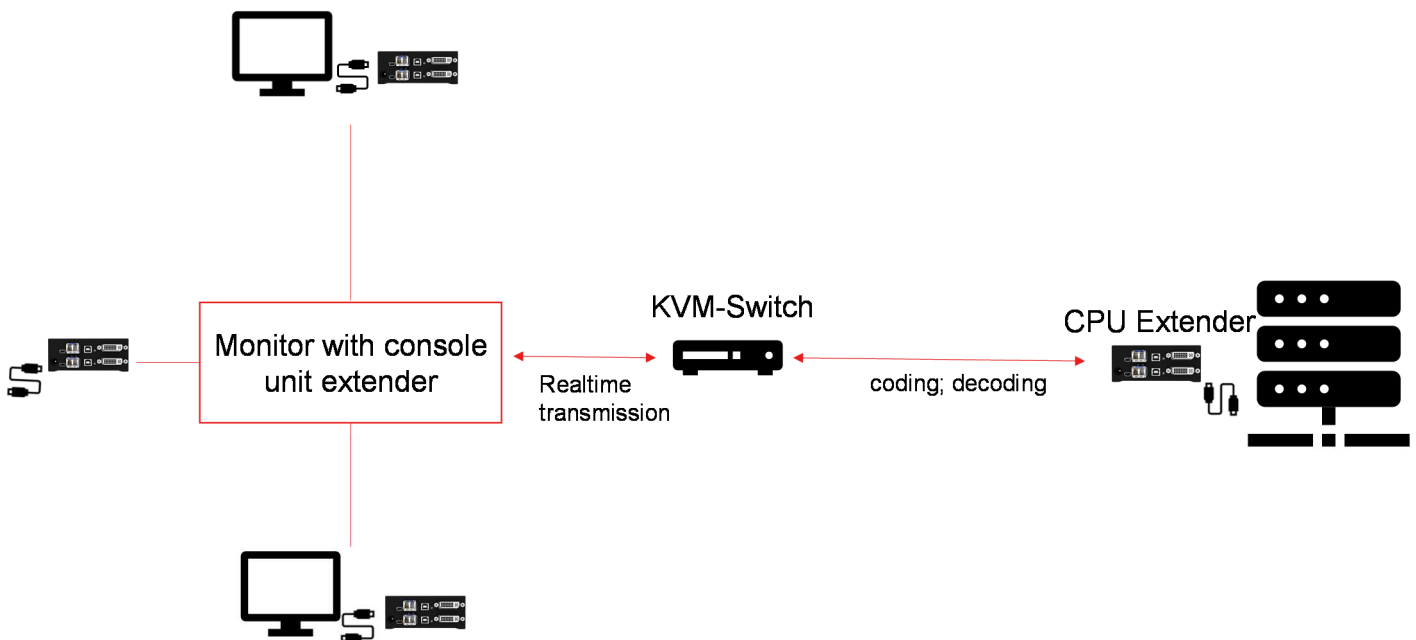 KVM-Switch
CPU Extender
Monitor with console
unit extender
Realtime
transmission
coding; decoding